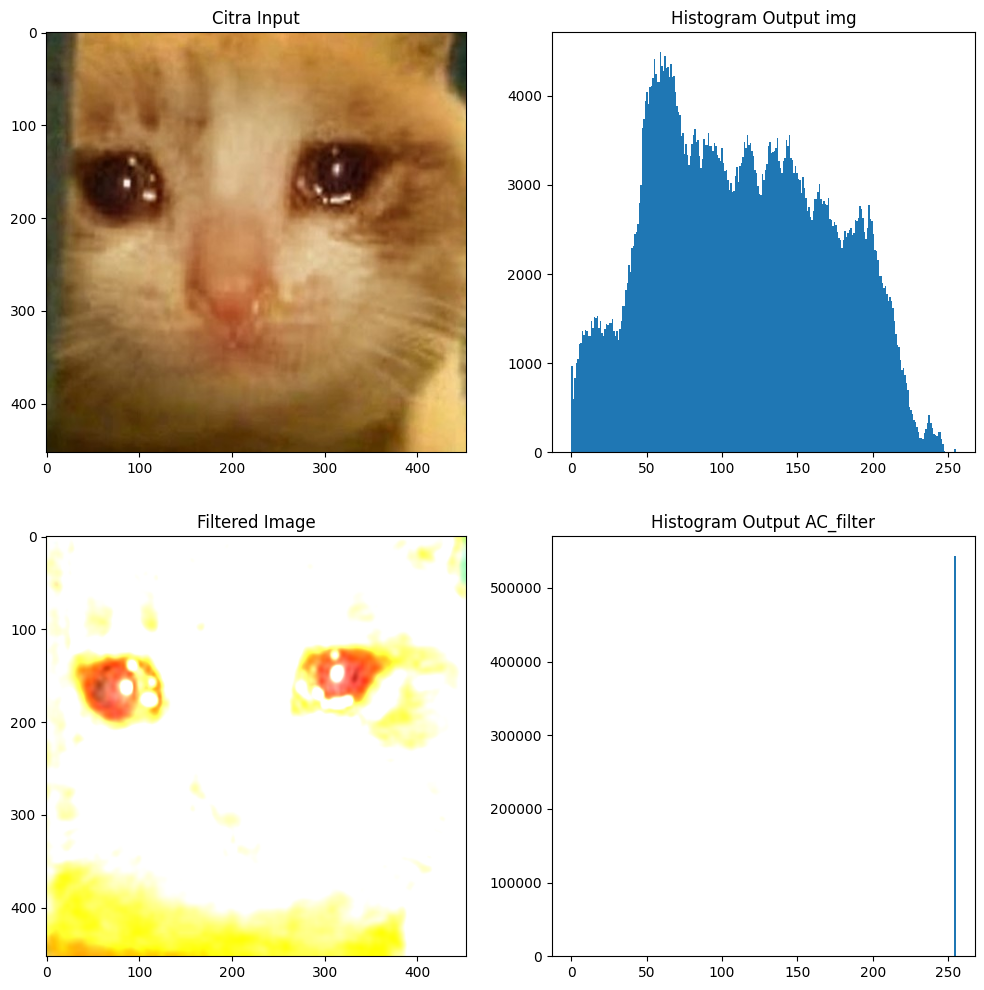 Citra Input
0
100
200
300
400
0 100 200 300 400
Histogram Output img
4000
3000
2000
1000
0
0 50 100 150 200 250
Filtered Image
0
100
200
300
400
0 100 200 300 400
Histogram Output AC_filter
500000
400000
300000
200000
100000
0
0 50 100 150 200 250